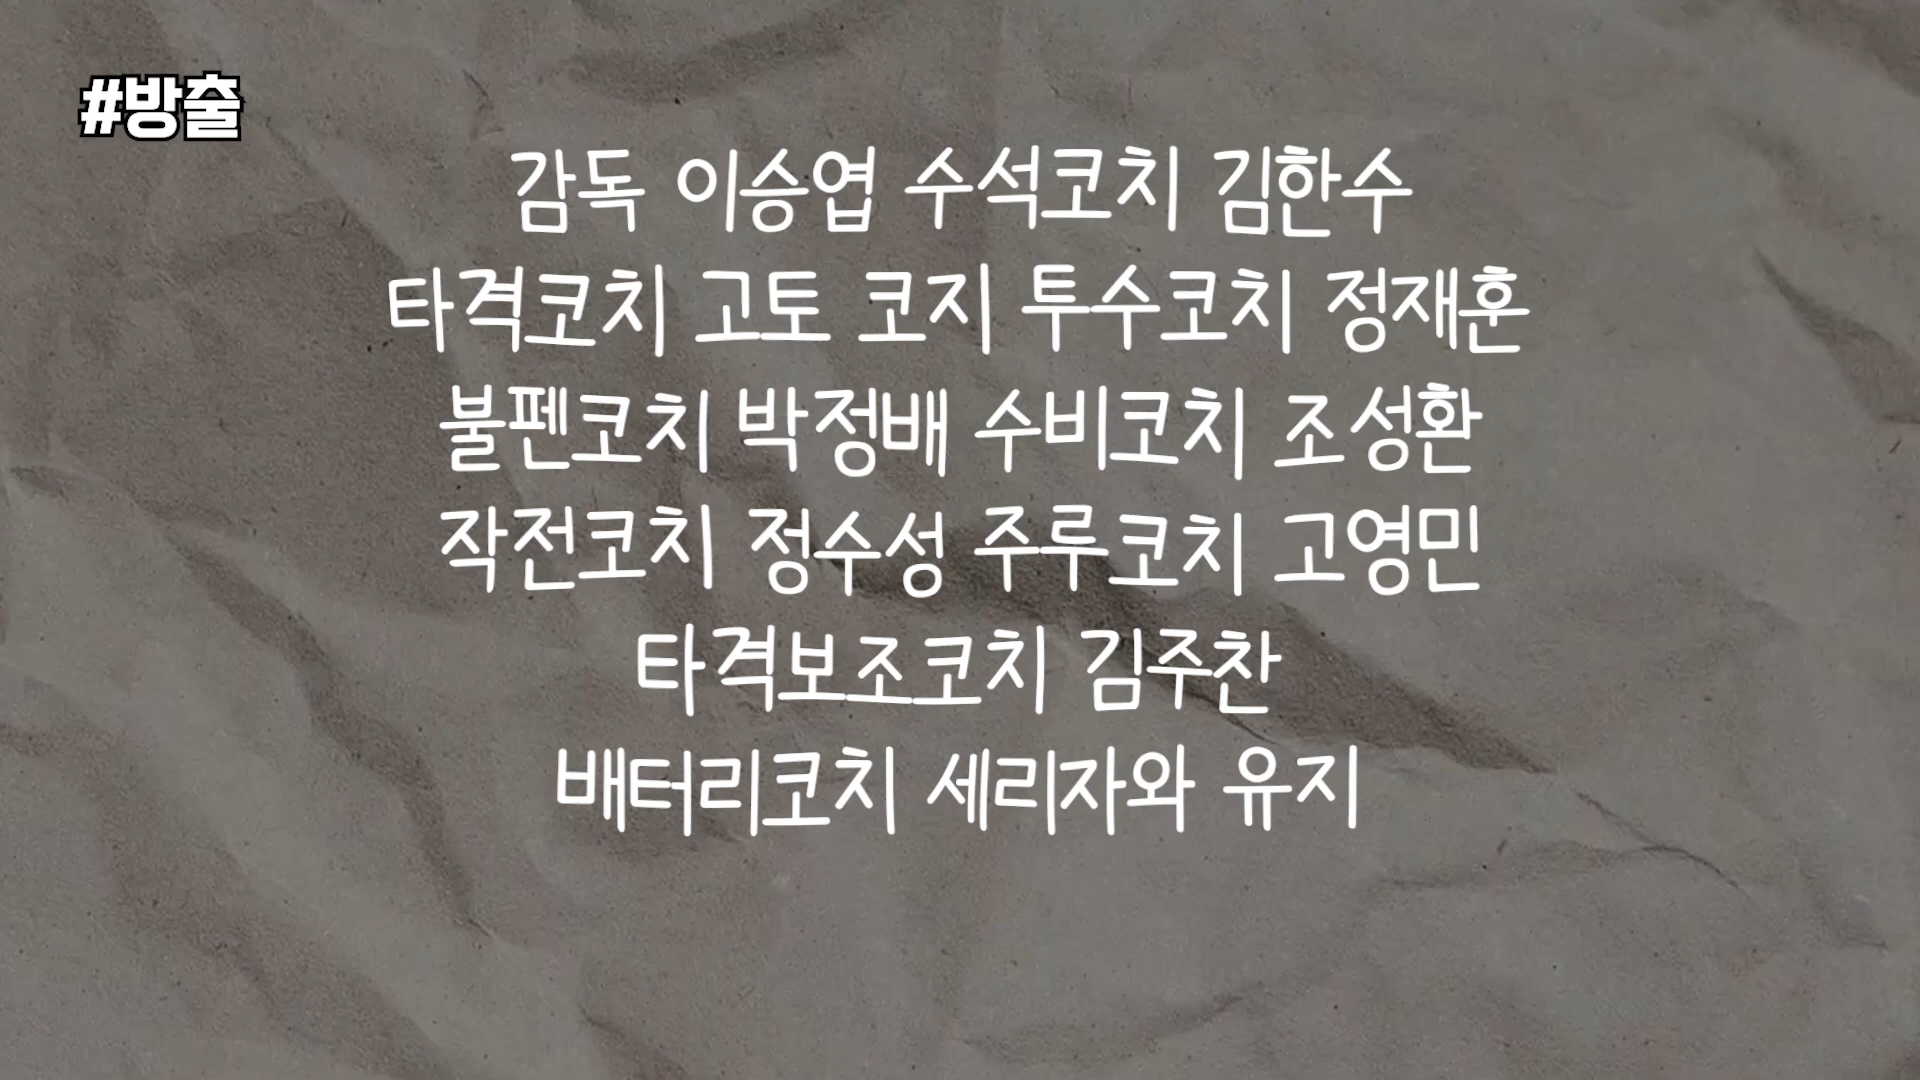 #방출
감독 이승엽 수석코치 김한수
타격코치 고토 코지 투수코치 정재훈
불펜코치 박정배 수비코치 조성환
작전코치 정수성 주루코치 고영민
타격보조코치 김주찬
배터리코치 세리자와 유지